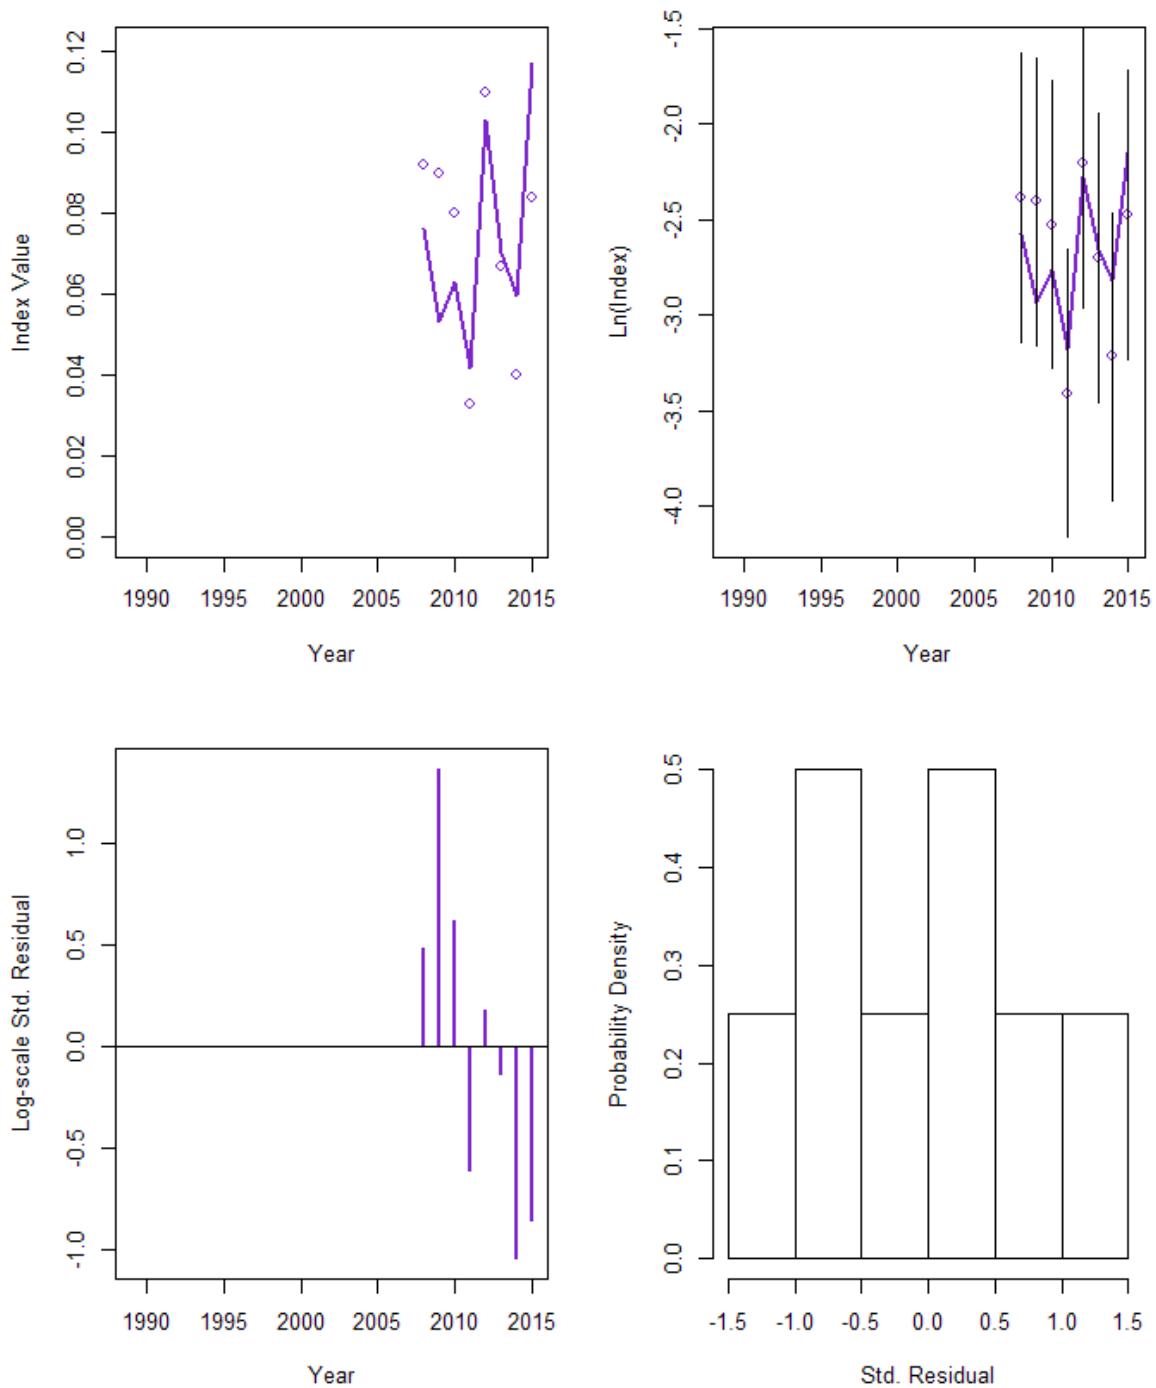 Index Value
0.12
0.10
0.08
0.06
0.04
0.02
0.00
1990 1995 2000 2005 2010 2015
Year
Ln(Index)
-1.5
-2.0
-2.5
-3.0
-3.5
-4.0
1990 1995 2000 2005 2010 2015
Year
Log-scale Std. Residual
1.0
0.5
0.0
-0.5
-1.0
1990 1995 2000 2005 2010 2015
Year
Probability Density
0.5
0.4
0.3
0.2
0.1
0.0
-1.5 -1.0 -0.5 0.0 0.5 1.0 1.5
Std. Residual